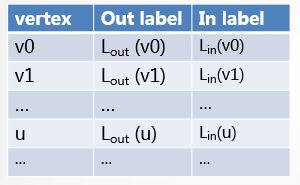 vertex Out label In label
v0 Lout (v0) Lin(v0)
v1 Lout (v1) Lin(v1)
... ... ...
u Lout (u) Lin(u)
... ... ...